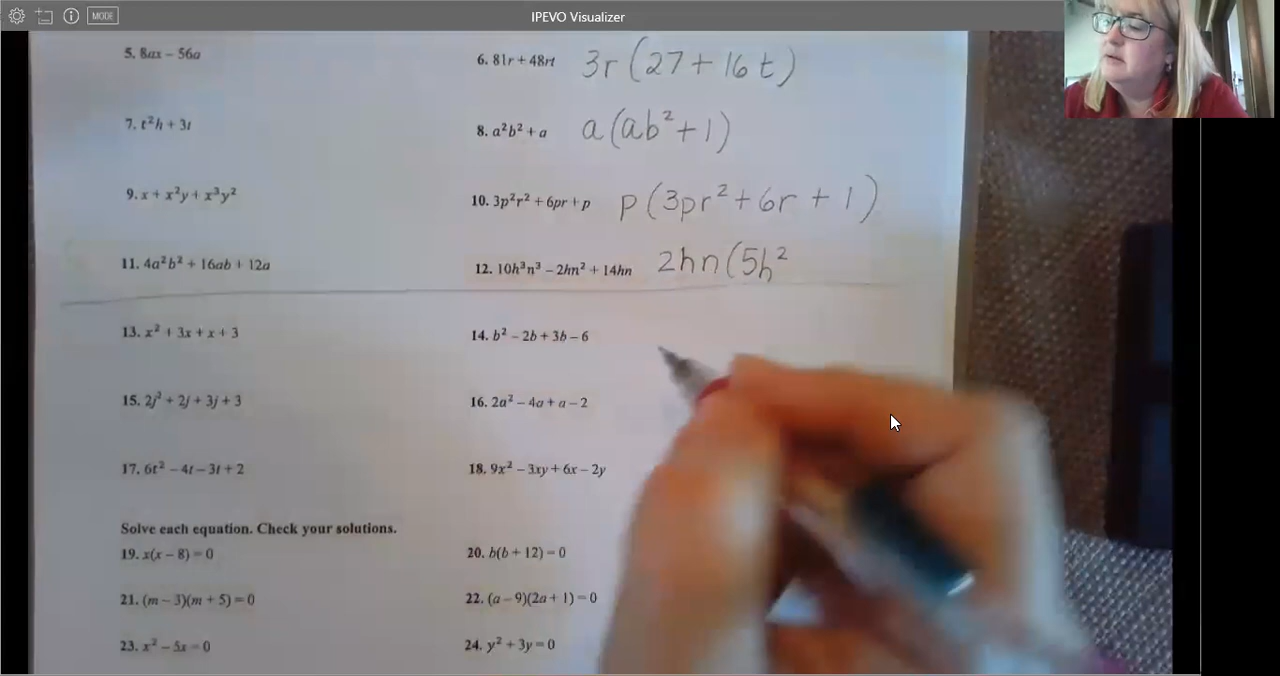 MODE
IPEVO Visualizer
5. 8ax – 56a
6. 81r + 48rt 3r(27 + 16t)
7. t²h + 3t
8. a²b² + a a(ab² + 1)
9. x + x²y + x³y²
10. 3p²r² + 6pr + p p(3pr² + 6r + 1)
11. 4a²b² + 16ab + 12a
12. 10h³n³ – 2hn² + 14hn 2hn(5h²
13. x² + 3x + x + 3
14. b² – 2b + 3b – 6
15. 2j² + 2j + 3j + 3
16. 2a² – 4a + a – 2
17. 6t² – 4t – 3t + 2
18. 9x² – 3xy + 6x – 2y
Solve each equation. Check your solutions.
19. x(x – 8) = 0
20. b(b + 12) = 0
21. (m – 3)(m + 5) = 0
22. (a – 9)(2a + 1) = 0
23. x² – 5x = 0
24. y² + 3y = 0